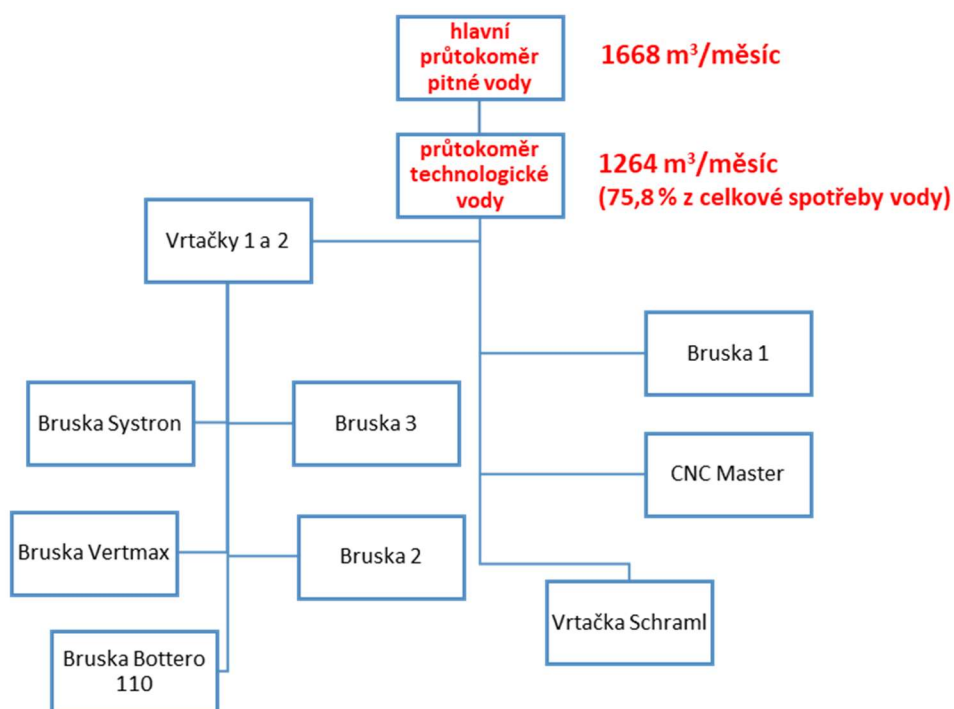 hlavní
průtokoměr
pitné vody
1668 m³/měsíc
průtokoměr
technologické
vody
1264 m³/měsíc
(75,8 % z celkové spotřeby vody)
Vrtačky 1 a 2
Bruska 1
Bruska Systron
Bruska 3
CNC Master
Bruska Vertmax
Bruska 2
Vrtačka Schraml
Bruska Bottero
110